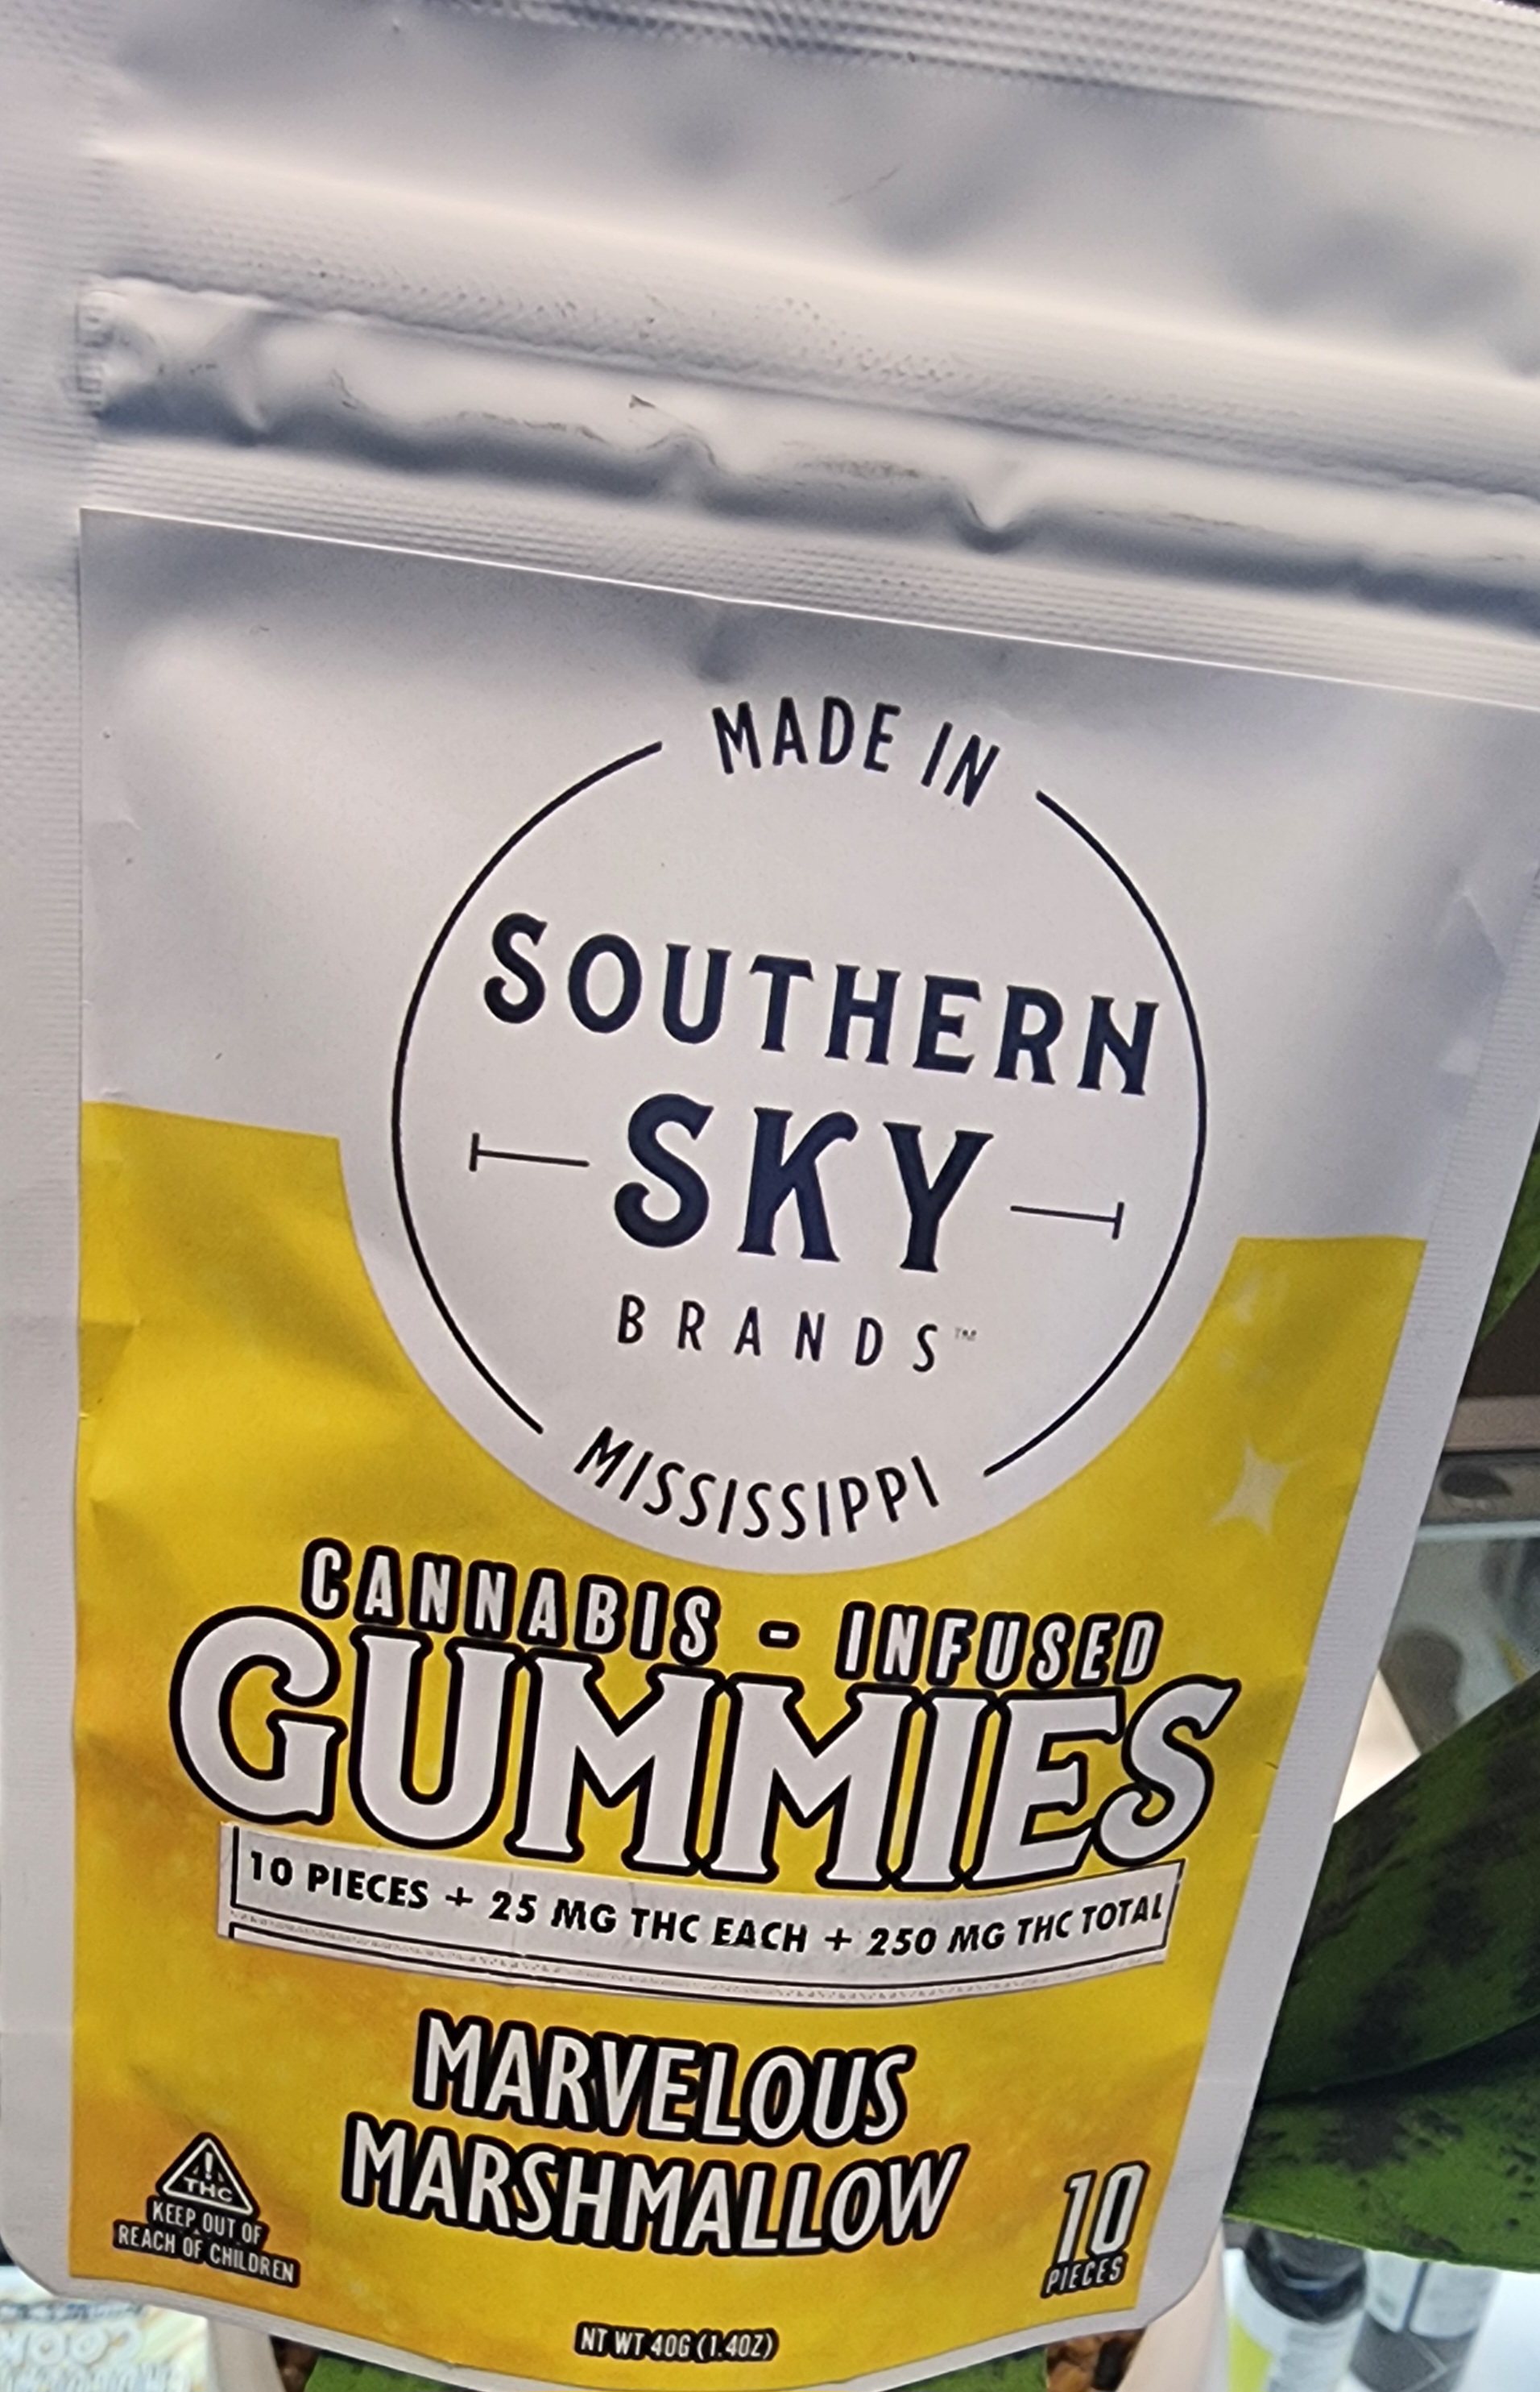 MADE IN
SOUTHERN
SKY
BRANDS™
MISSISSIPPI
CANNABIS - INFUSED
GUMMIES
10 PIECES + 25 MG THC EACH + 250 MG THC TOTAL
MARVELOUS
MARSHMALLOW
! THC
KEEP OUT OF
REACH OF CHILDREN
10
PIECES
NT WT 40G (1.4OZ)